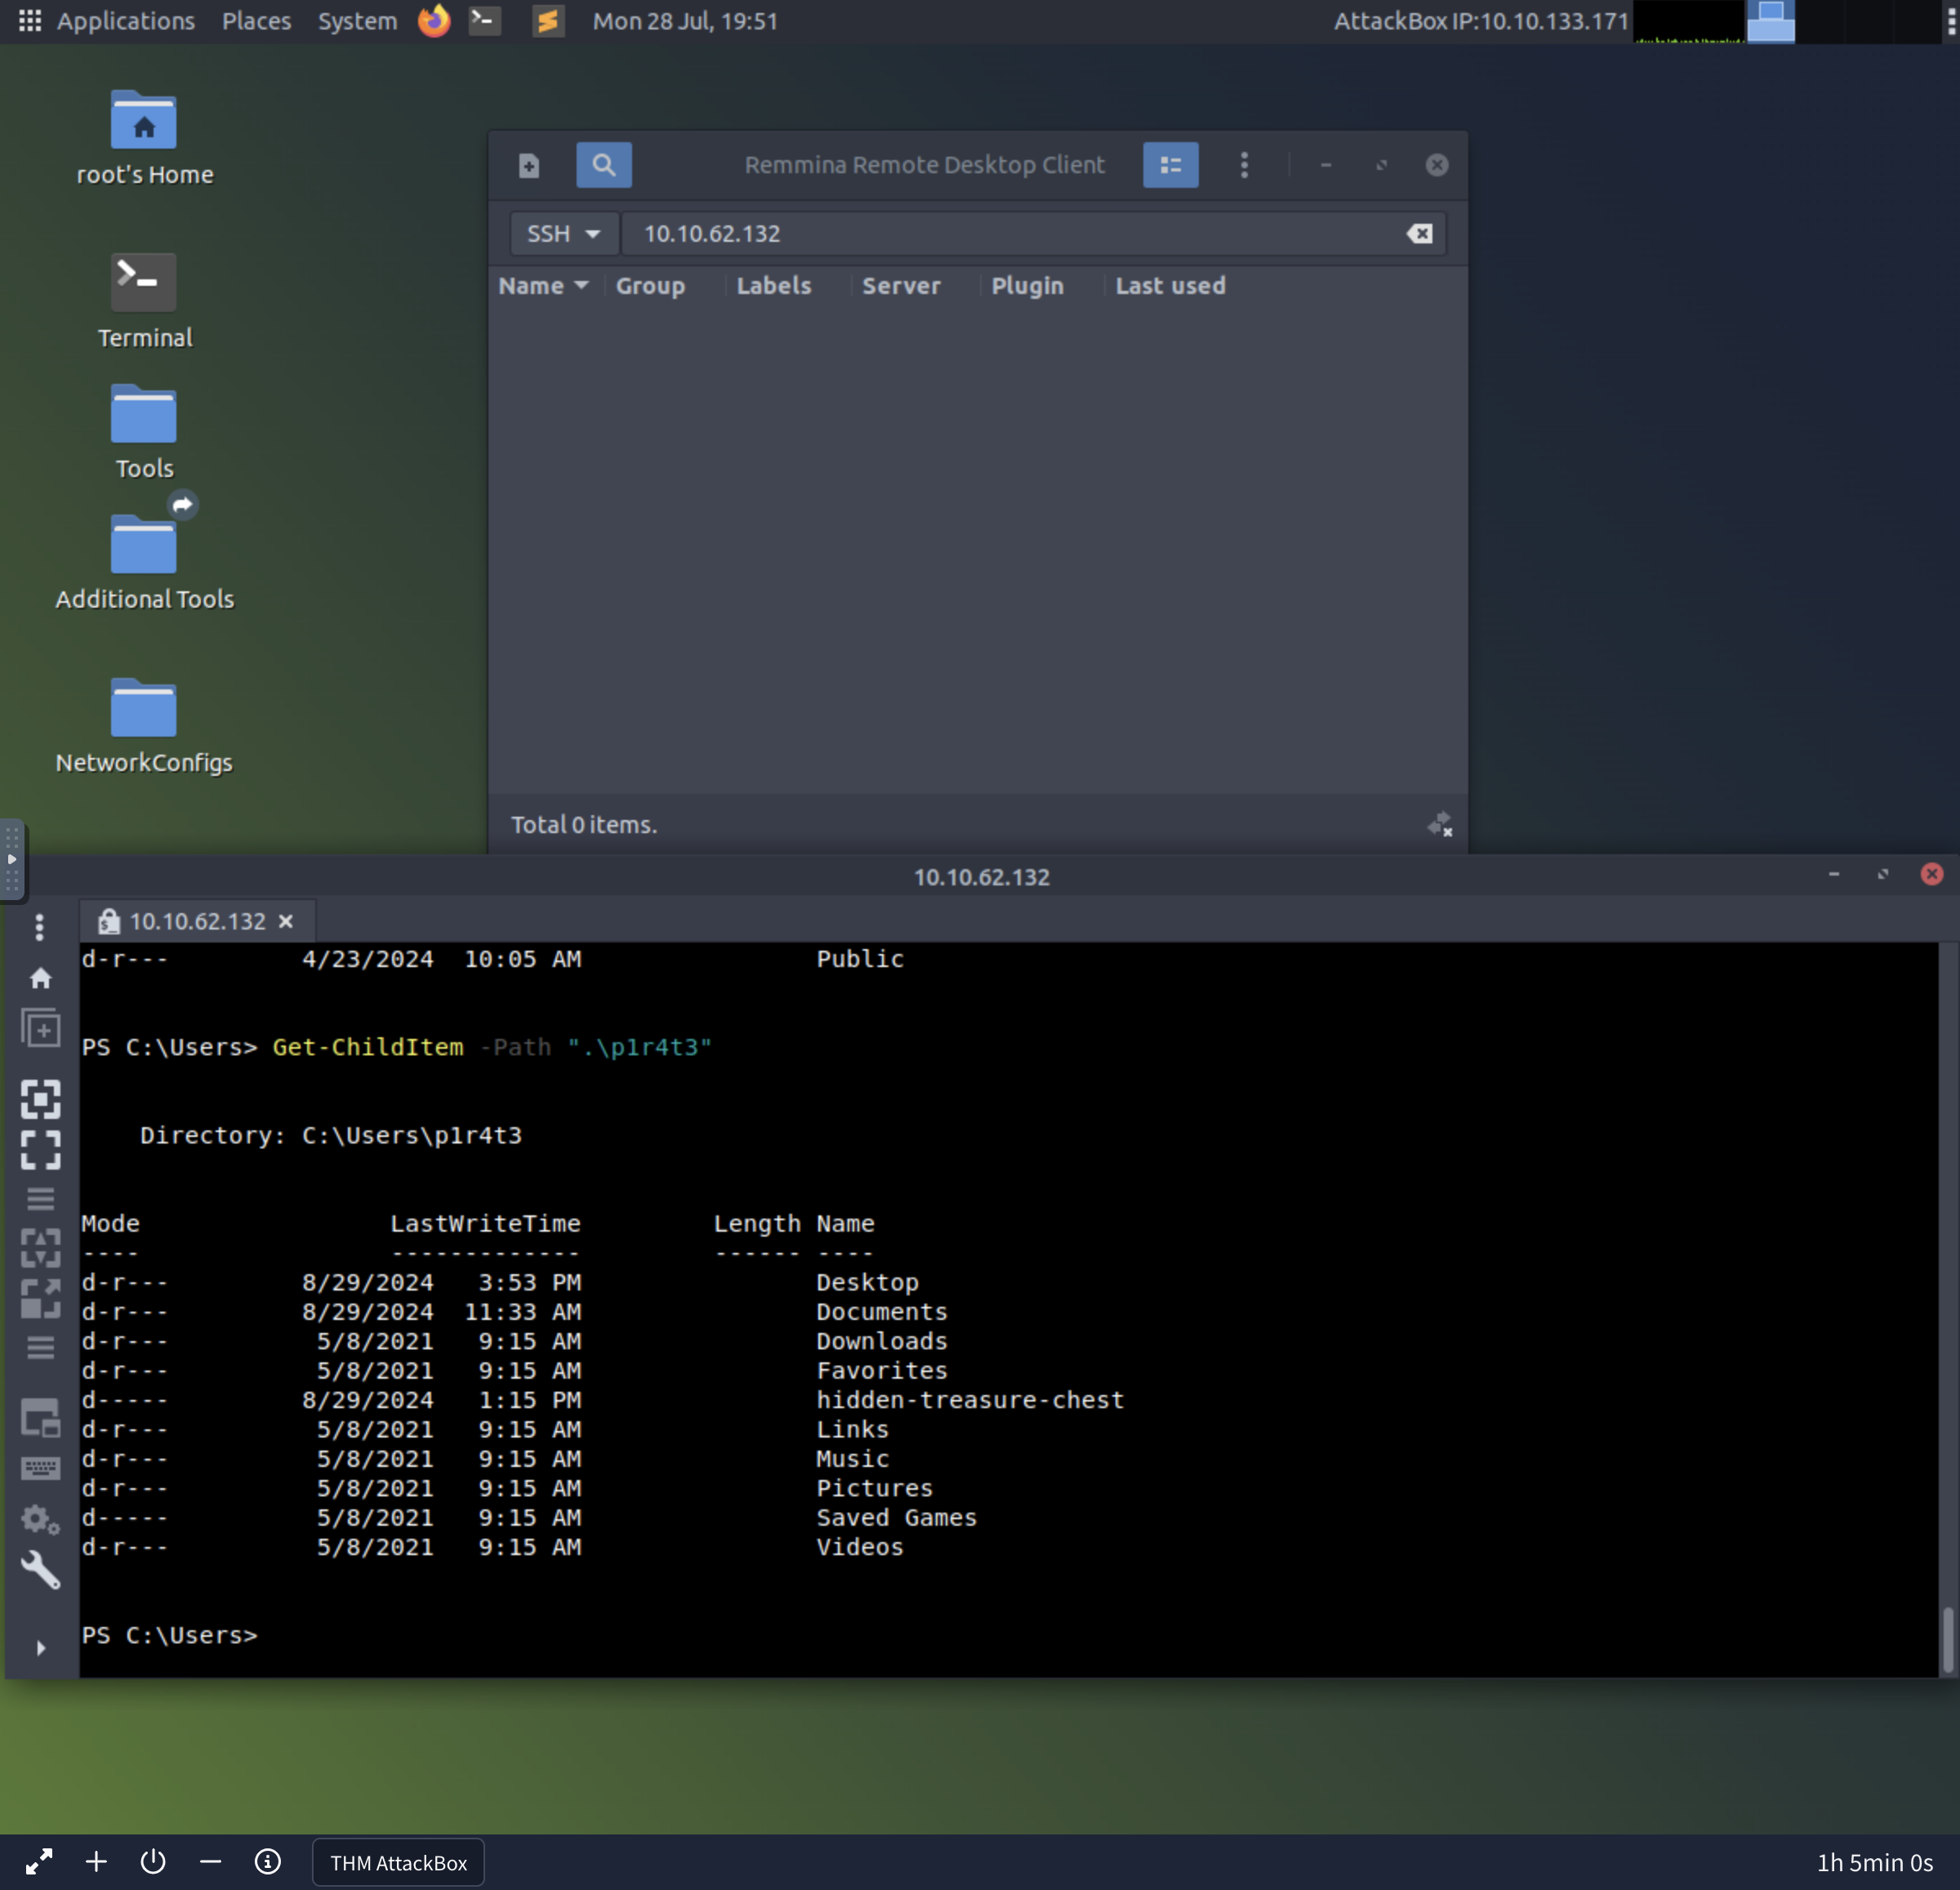 Applications Places System Mon 28 Jul, 19:51 AttackBox IP:10.10.133.171
root's Home
Terminal
Tools
Additional Tools
NetworkConfigs
Remmina Remote Desktop Client
SSH 10.10.62.132
Name Group Labels Server Plugin Last used
Total 0 items.
10.10.62.132
10.10.62.132
d-r--- 4/23/2024 10:05 AM Public
PS C:\Users> Get-ChildItem -Path ".\p1r4t3"
Directory: C:\Users\p1r4t3
Mode LastWriteTime Length Name
---- ------------- ------ ----
d-r--- 8/29/2024 3:53 PM Desktop
d-r--- 8/29/2024 11:33 AM Documents
d-r--- 5/8/2021 9:15 AM Downloads
d-r--- 5/8/2021 9:15 AM Favorites
d----- 8/29/2024 1:15 PM hidden-treasure-chest
d-r--- 5/8/2021 9:15 AM Links
d-r--- 5/8/2021 9:15 AM Music
d-r--- 5/8/2021 9:15 AM Pictures
d----- 5/8/2021 9:15 AM Saved Games
d-r--- 5/8/2021 9:15 AM Videos
PS C:\Users>
THM AttackBox 1h 5min 0s